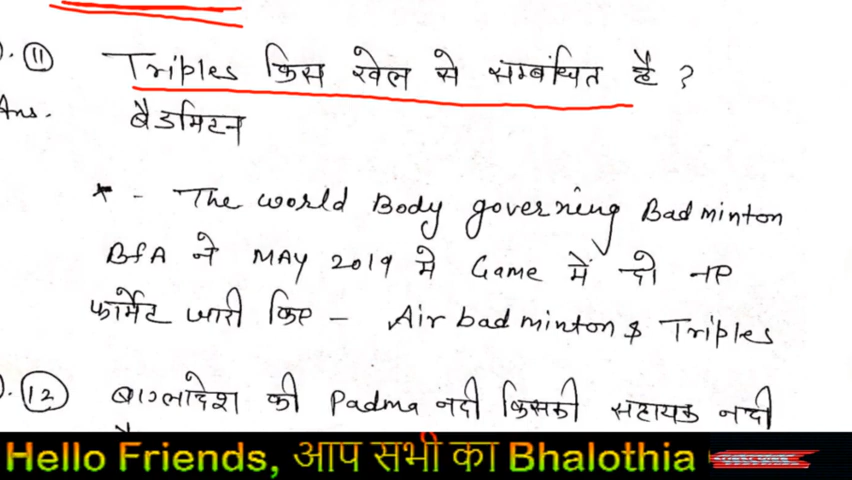 Q. 11 Triples किस खेल से सम्बंधित है ?
Ans. बैडमिटन
* - The world Body governing Badminton
BfA ने MAY 2019 मे Game में दो नए
फॉर्मेट जारी किए - Air badminton & Triples
Q. 12 बाग्लादेश की Padma नदी किसकी सहायक नदी
Hello Friends, आप सभी का Bhalothia